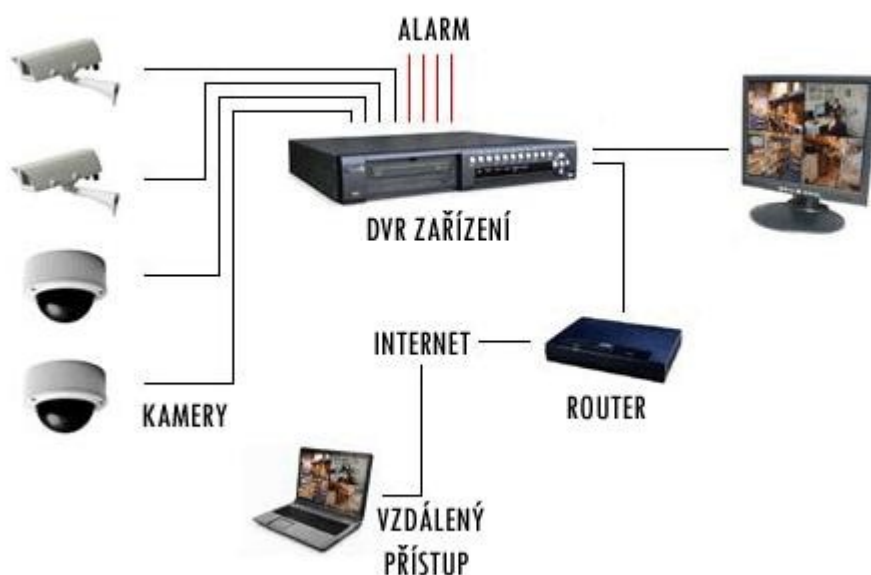 ALARM
DVR ZAŘÍZENÍ
INTERNET
ROUTER
KAMERY
VZDÁLENÝ
PŘÍSTUP